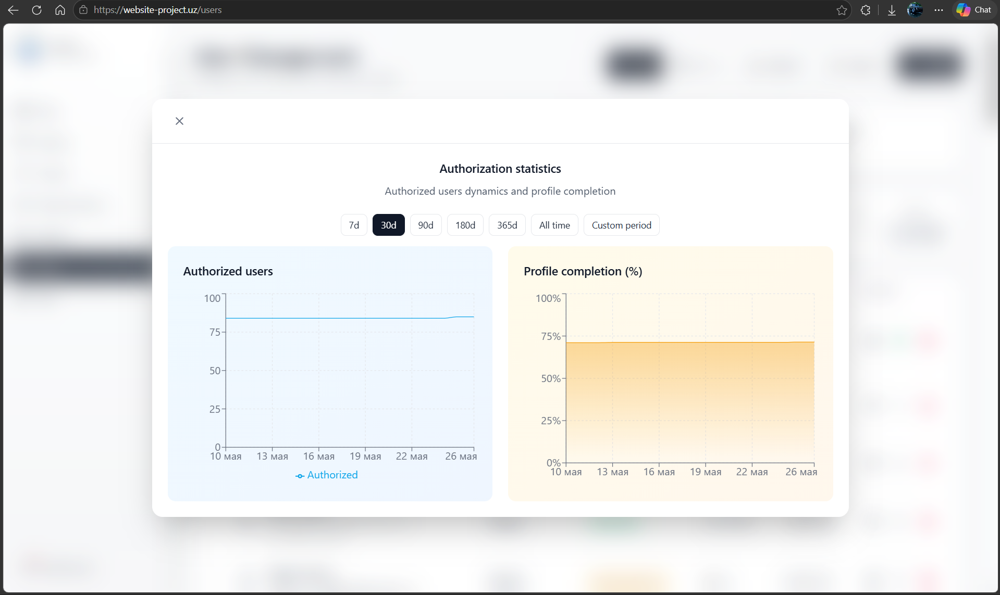 https://website-project.uz/users
Chat
Authorization statistics
Authorized users dynamics and profile completion
7d
30d
90d
180d
365d
All time
Custom period
Authorized users
100
75
50
25
0
10 мая
13 мая
16 мая
19 мая
22 мая
26 мая
Authorized
Profile completion (%)
100%
75%
50%
25%
0%
10 мая
13 мая
16 мая
19 мая
22 мая
26 мая